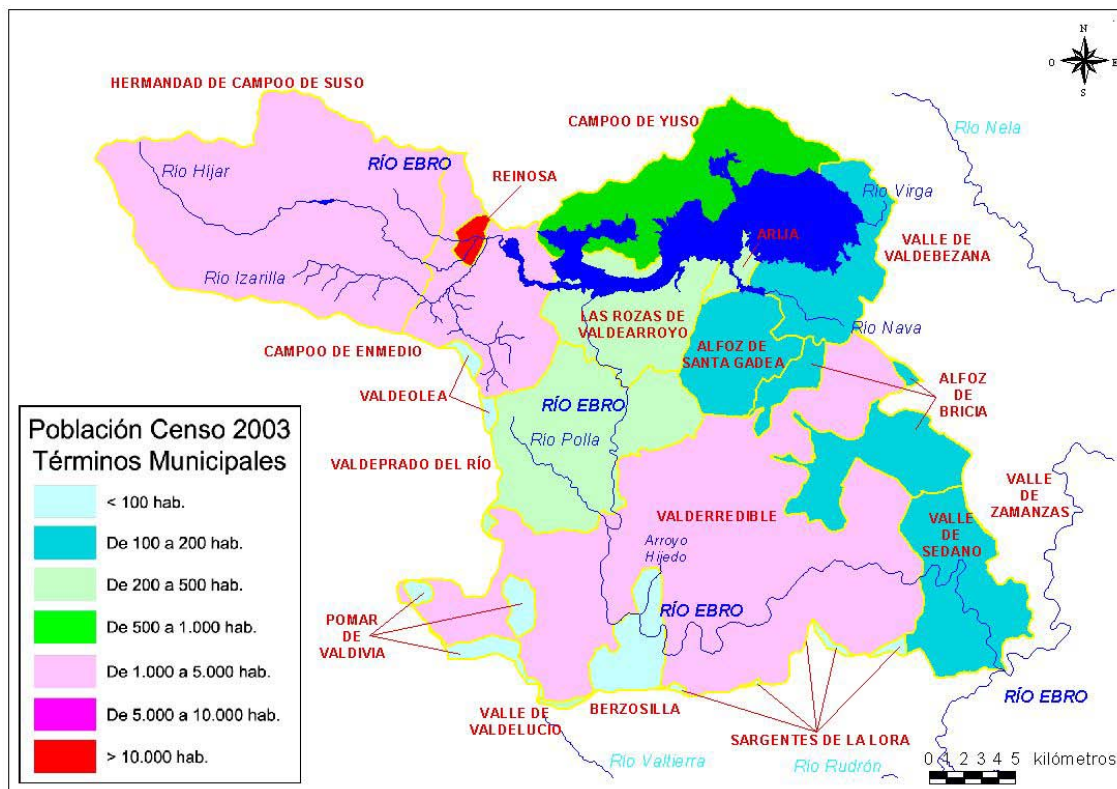 N
O
E
S
HERMANDAD DE CAMPOO DE SUSO
CAMPOO DE YUSO
Río Nela
Río Híjar
RÍO EBRO
REINOSA
Río Virga
ARIJA
VALLE DE
VALDEBEZANA
Río Izarilla
LAS ROZAS DE
VALDEARROYO
Río Nava
CAMPOO DE ENMEDIO
ALFOZ DE
SANTA GADEA
VALDEOLEA
ALFOZ
DE
BRICIA
RÍO EBRO
Río Polla
VALDEPRADO DEL RÍO
VALLE
DE
ZAMANZAS
VALDERREDIBLE
VALLE
DE
SEDANO
Arroyo
Hijedo
RÍO EBRO
POMAR
DE
VALDIVIA
RÍO EBRO
BERZOSILLA
VALLE DE
VALDELUCIO
SARGENTES DE LA LORA
Río Valtierra
Río Rudrón
0 1 2 3 4 5 kilómetros
Población Censo 2003
Términos Municipales
< 100 hab.
De 100 a 200 hab.
De 200 a 500 hab.
De 500 a 1.000 hab.
De 1.000 a 5.000 hab.
De 5.000 a 10.000 hab.
> 10.000 hab.